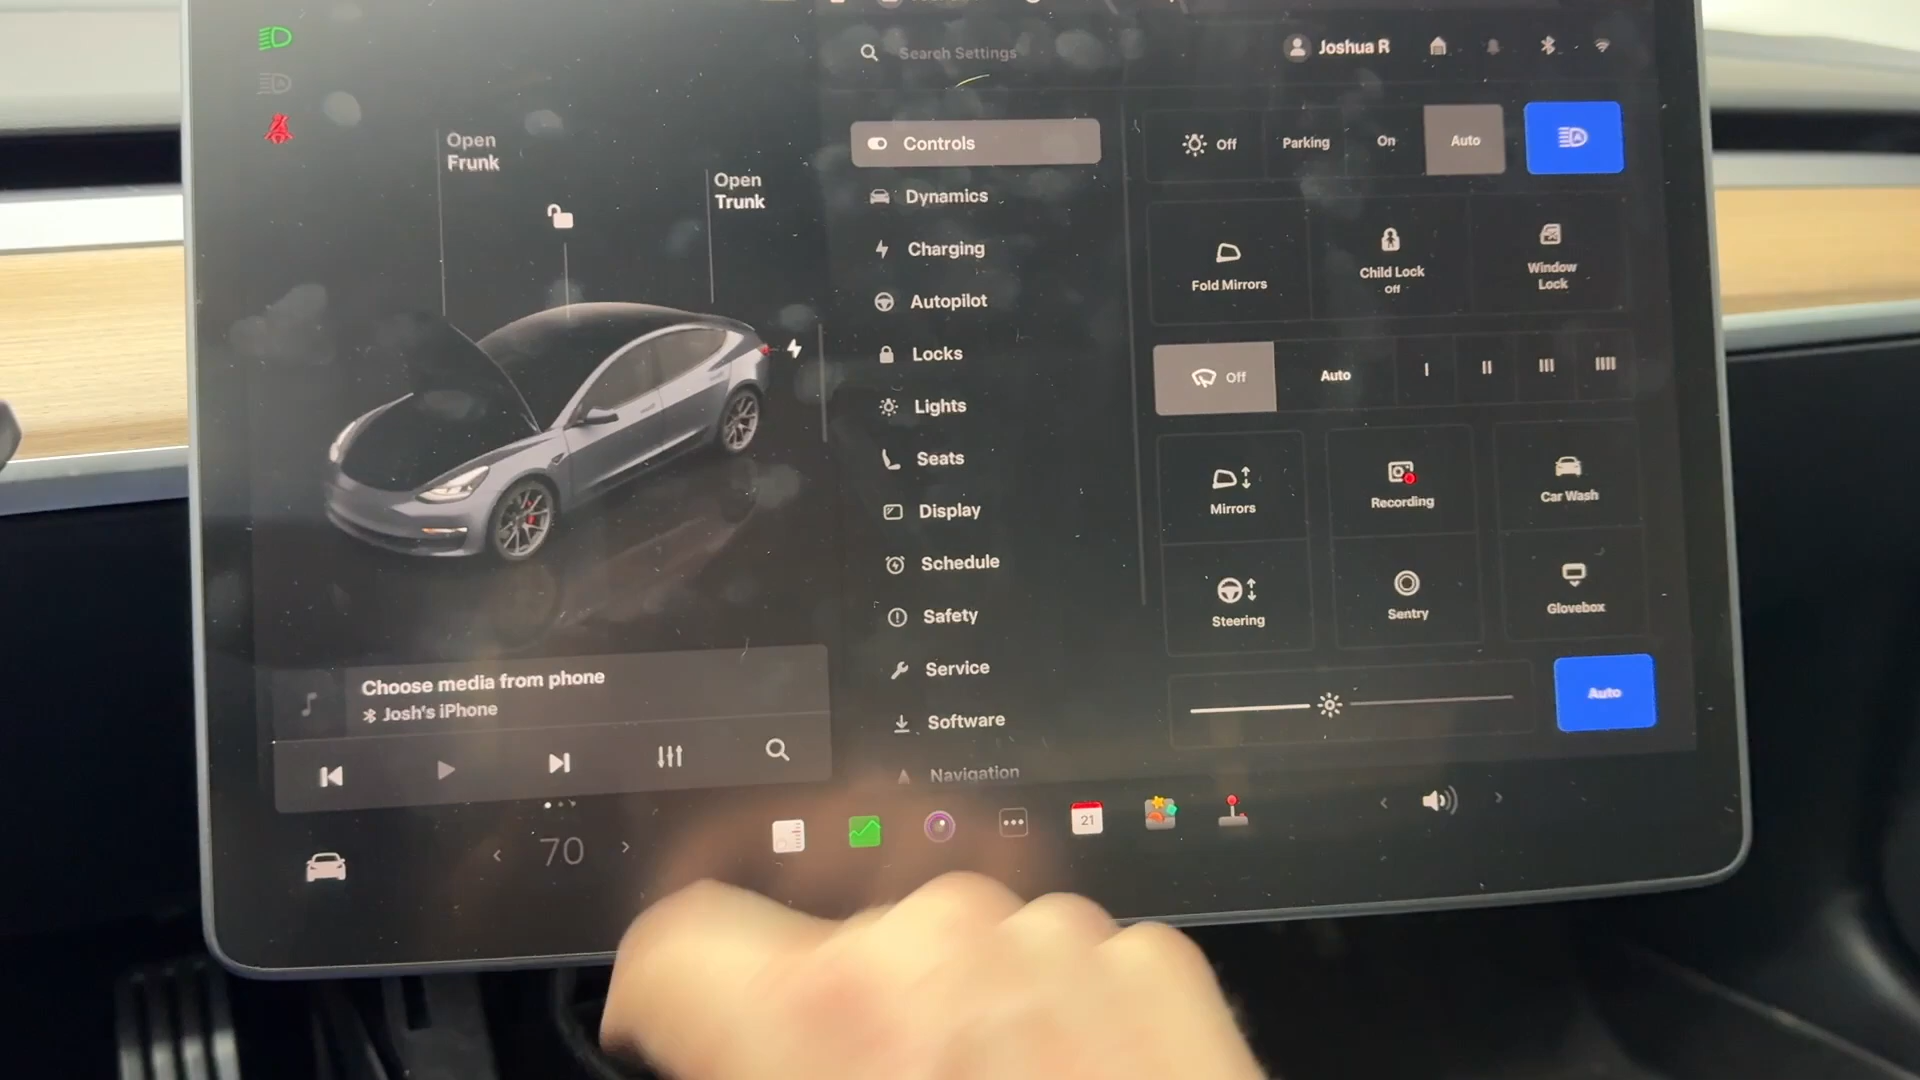 Search Settings
Joshua R
Open
Frunk
Open
Trunk
Controls
Dynamics
Charging
Autopilot
Locks
Lights
Seats
Display
Schedule
Safety
Service
Software
Navigation
Off
Parking
On
Auto
Fold Mirrors
Child Lock
Off
Window
Lock
Off
Auto
I
II
III
IIII
Mirrors
Recording
Car Wash
Steering
Sentry
Glovebox
Auto
Choose media from phone
Josh's iPhone
70
21